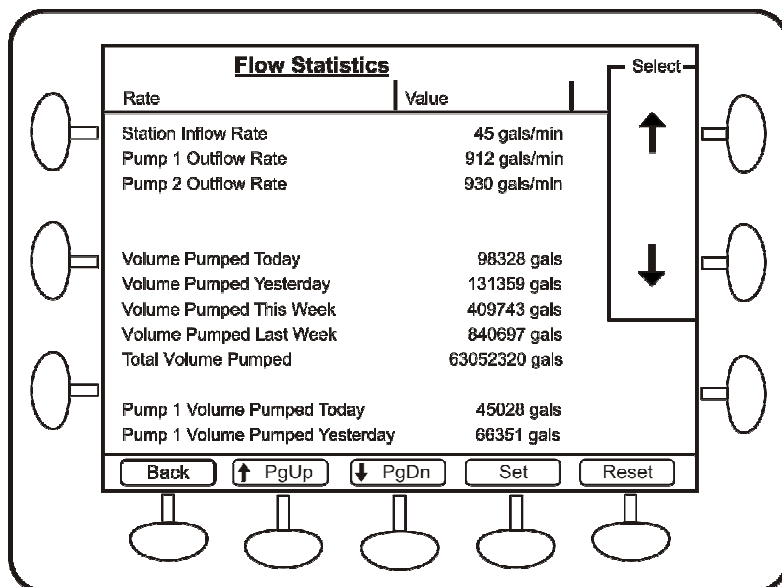 Flow Statistics
Select
Rate Value
Station Inflow Rate 45 gals/min
Pump 1 Outflow Rate 912 gals/min
Pump 2 Outflow Rate 930 gals/min
Volume Pumped Today 98328 gals
Volume Pumped Yesterday 131359 gals
Volume Pumped This Week 409743 gals
Volume Pumped Last Week 840697 gals
Total Volume Pumped 63052320 gals
Pump 1 Volume Pumped Today 45028 gals
Pump 1 Volume Pumped Yesterday 66351 gals
Back PgUp PgDn Set Reset